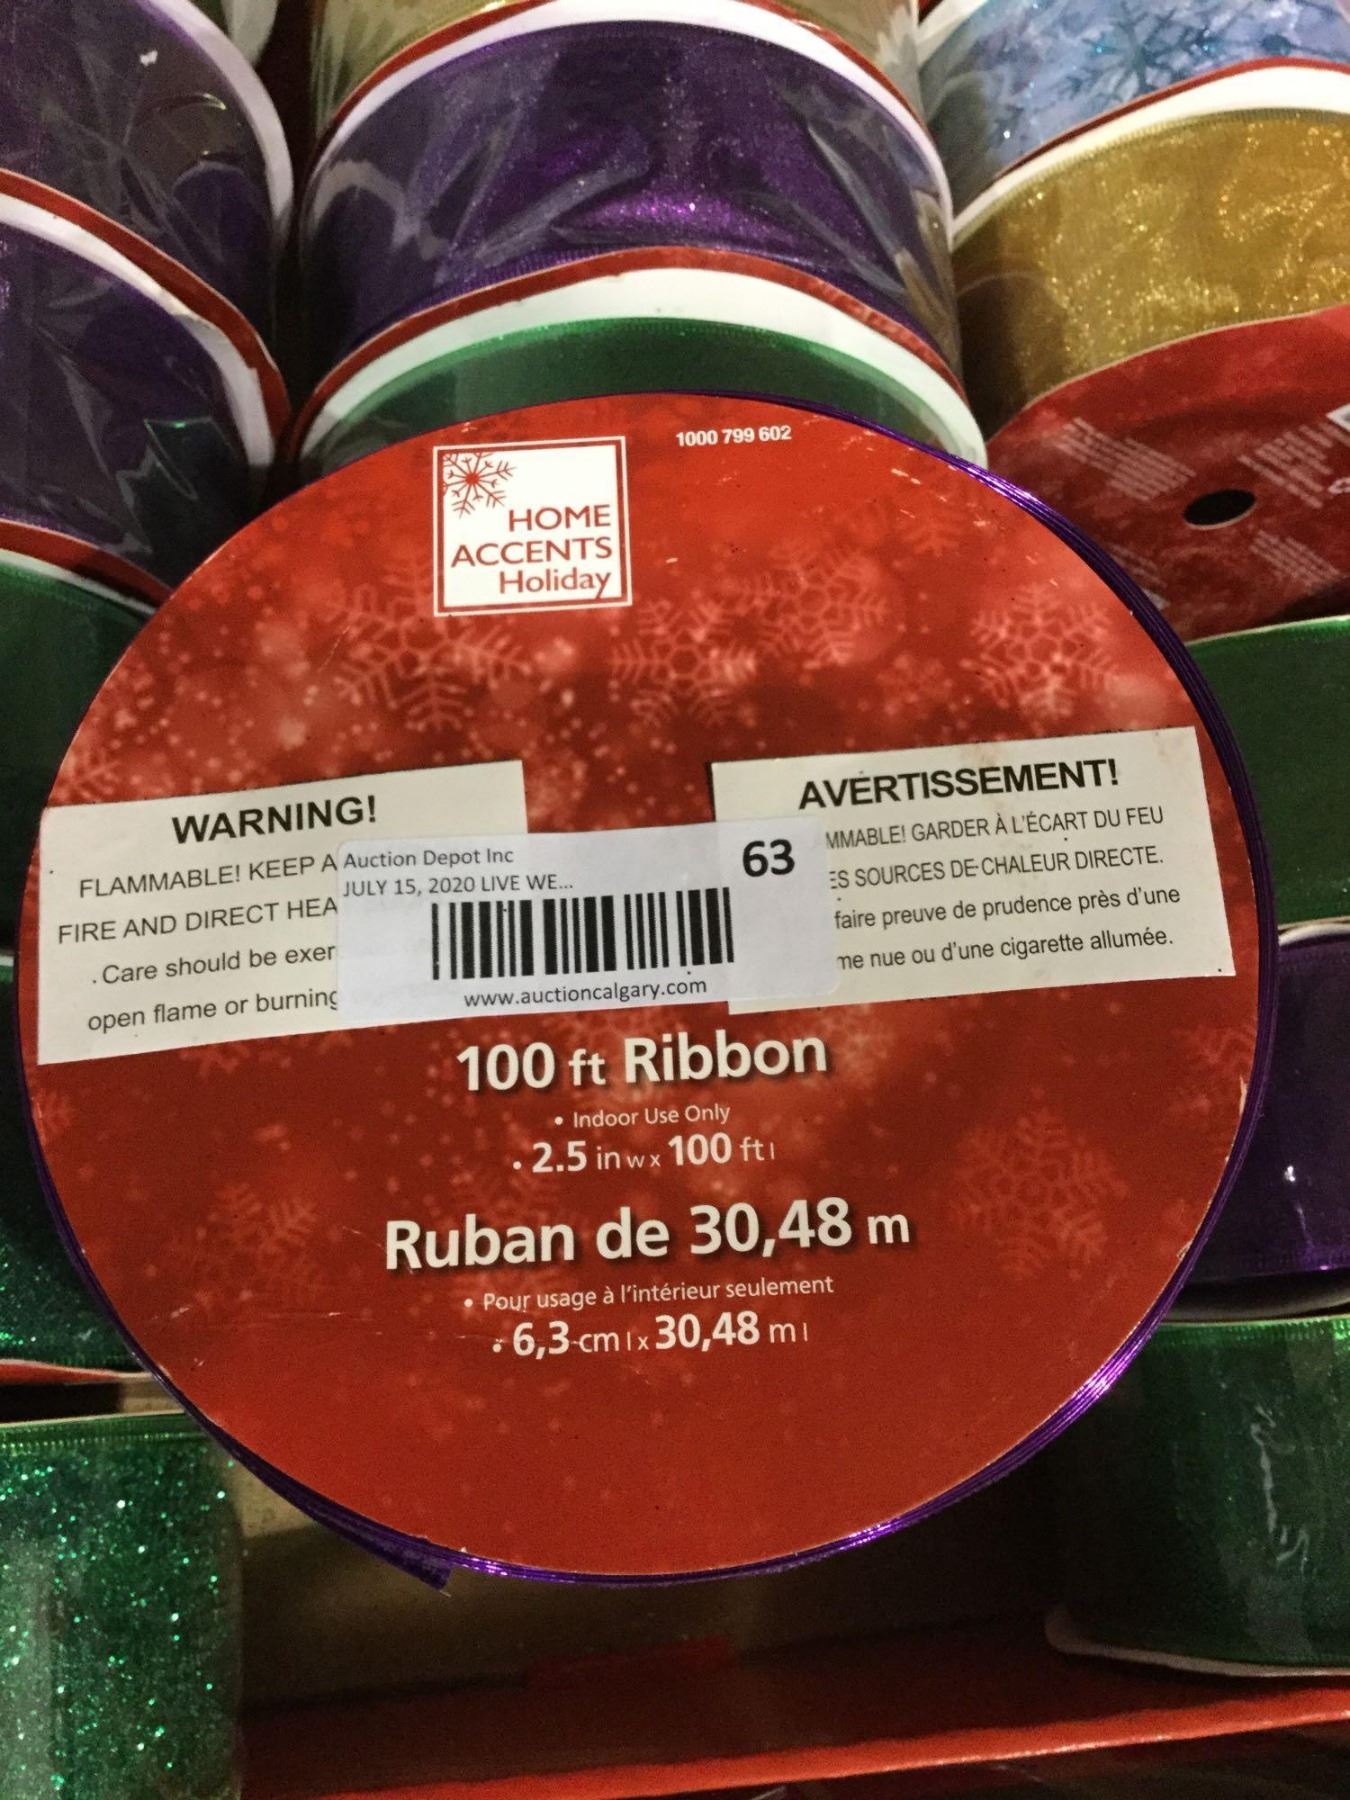 1000 799 602
HOME
ACCENTS
Holiday
WARNING!
FLAMMABLE! KEEP A
FIRE AND DIRECT HEA
. Care should be exer
open flame or burning
Auction Depot Inc
JULY 15, 2020 LIVE WE...
63
www.auctioncalgary.com
AVERTISSEMENT!
MMABLE! GARDER À L'ÉCART DU FEU
ES SOURCES DE CHALEUR DIRECTE.
faire preuve de prudence près d'une
me nue ou d'une cigarette allumée.
100 ft Ribbon
• Indoor Use Only
• 2.5 in w x 100 ft l
Ruban de 30,48 m
• Pour usage à l'intérieur seulement
• 6,3 cm l x 30,48 m l